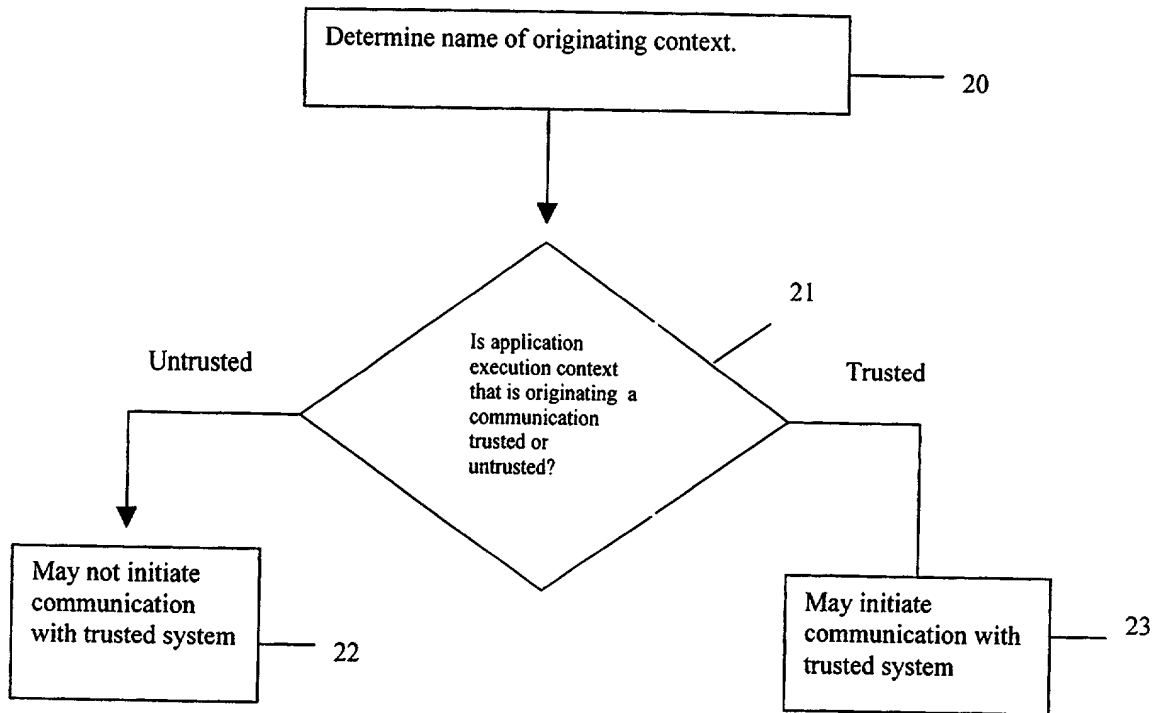 Determine name of originating context.
20
21
Is application
execution context
that is originating a
communication
trusted or
untrusted?
Untrusted
Trusted
May not initiate
communication
with trusted system
22
May initiate
communication with
trusted system
23